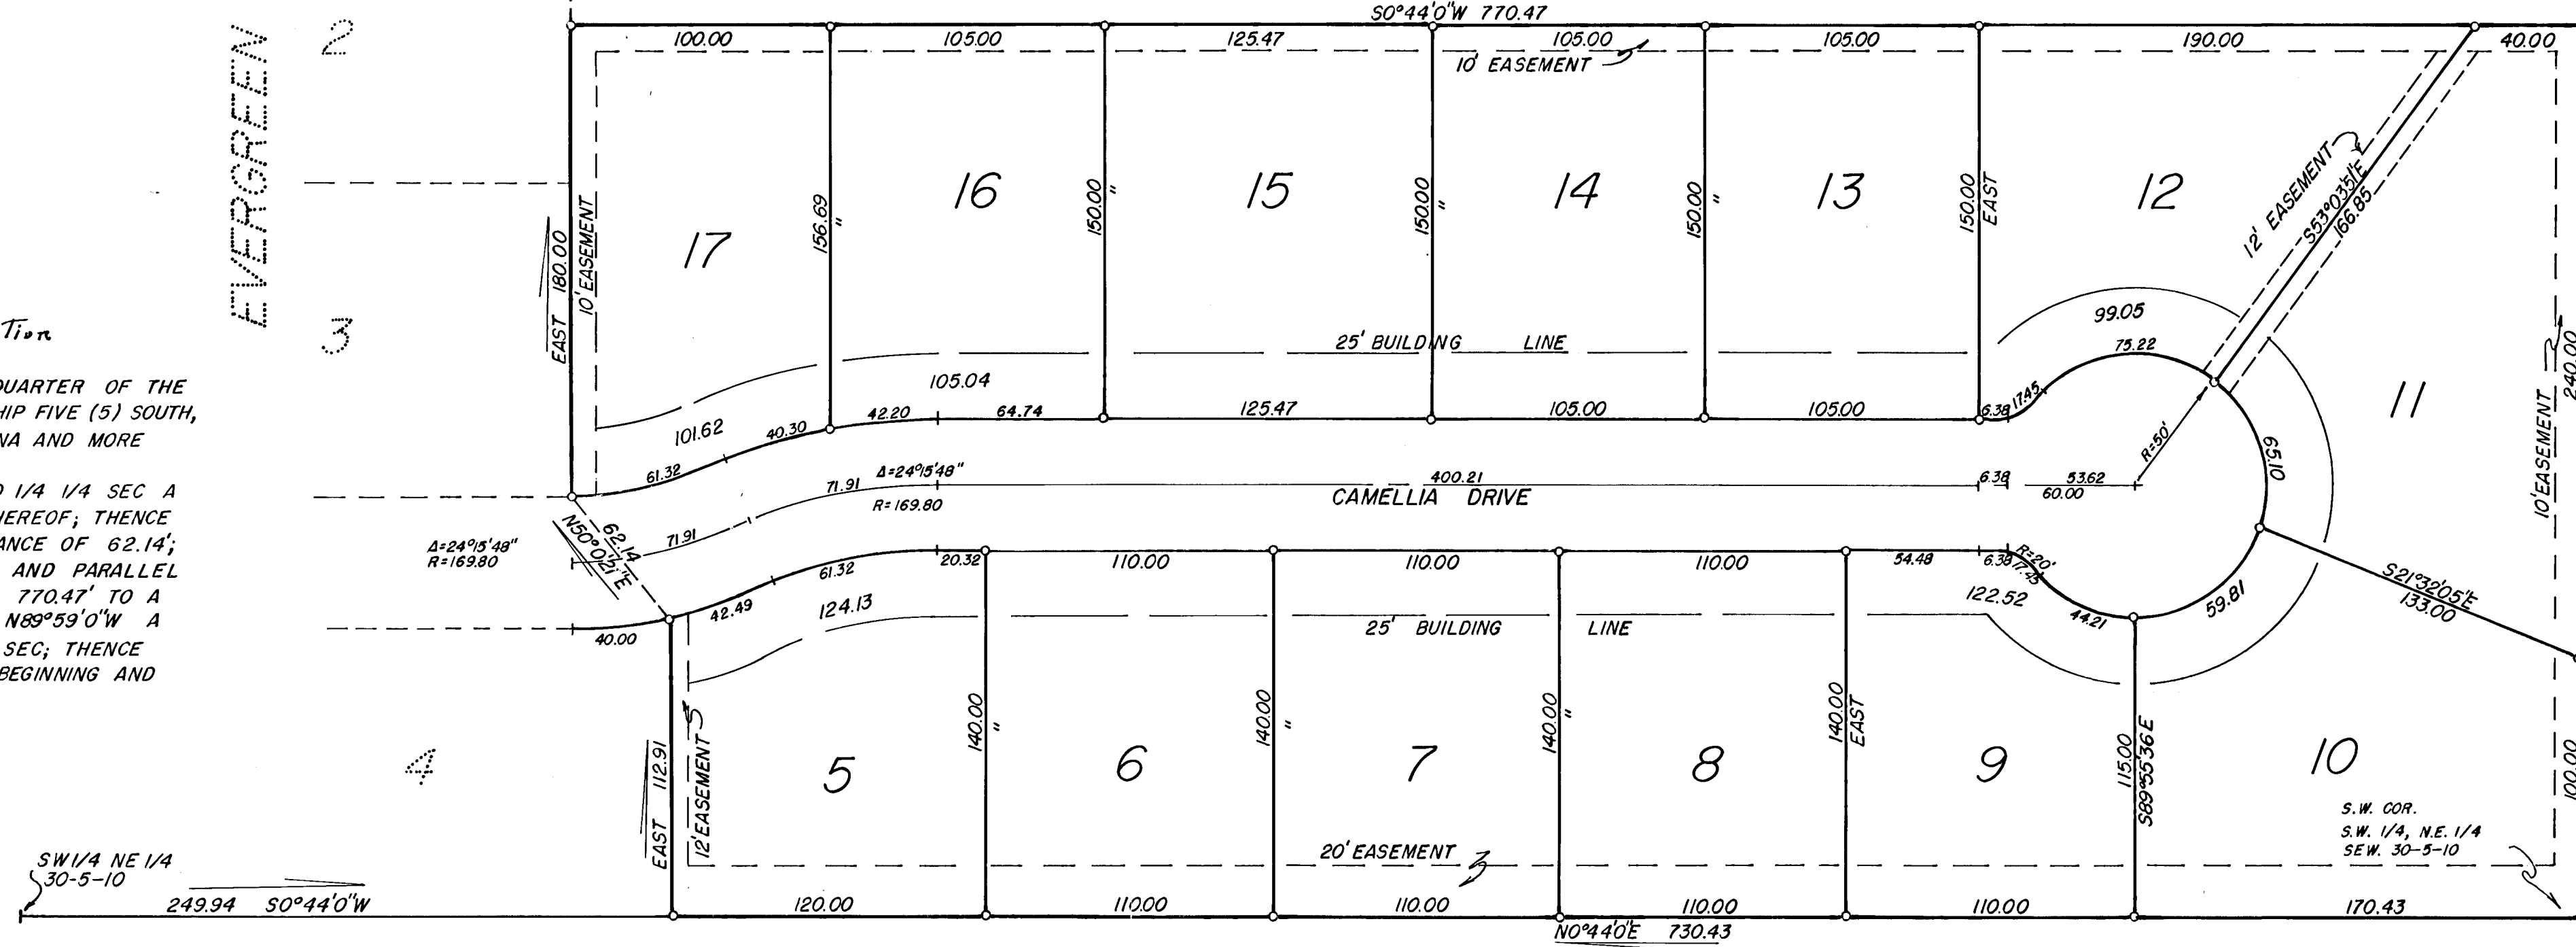 EVERGREEN
2
3
4
Tion
QUARTER OF THE
HIP FIVE (5) SOUTH,
NA AND MORE
D 1/4 1/4 SEC A
HEREOF; THENCE
ANCE OF 62.14';
AND PARALLEL
770.47' TO A
N89°59'0"W A
SEC; THENCE
BEGINNING AND
S0°44'0"W 770.47
100.00
105.00
125.47
105.00
105.00
190.00
40.00
10' EASEMENT
17
16
15
14
13
12
11
EAST 180.00
10' EASEMENT
156.69
"
150.00
"
150.00
"
150.00
"
150.00
EAST
12' EASEMENT
S53°03'51"E
166.85
10' EASEMENT
240.00
25' BUILDING LINE
99.05
75.22
105.04
101.62
61.32
40.30
42.20
64.74
125.47
105.00
105.00
6.38
17.45
R=50'
65.10
71.91
Δ=24°15'48"
R=169.80
400.21
CAMELLIA DRIVE
6.38
53.62
60.00
62.14
N50°0'21"E
71.91
Δ=24°15'48"
R=169.80
40.00
42.49
61.32
20.32
110.00
110.00
110.00
54.48
6.38
R=20'
17.45
44.21
59.81
S21°32'05"E
133.00
124.13
25' BUILDING LINE
122.52
EAST 112.91
12' EASEMENT
140.00
"
140.00
"
140.00
"
140.00
EAST
115.00
S89°55'36"E
100.00
5
6
7
8
9
10
S.W. COR.
S.W. 1/4, N.E. 1/4
SEW. 30-5-10
20' EASEMENT
SW1/4 NE 1/4
30-5-10
249.94 S0°44'0"W
120.00
110.00
110.00
110.00
110.00
170.43
N0°44'0"E 730.43